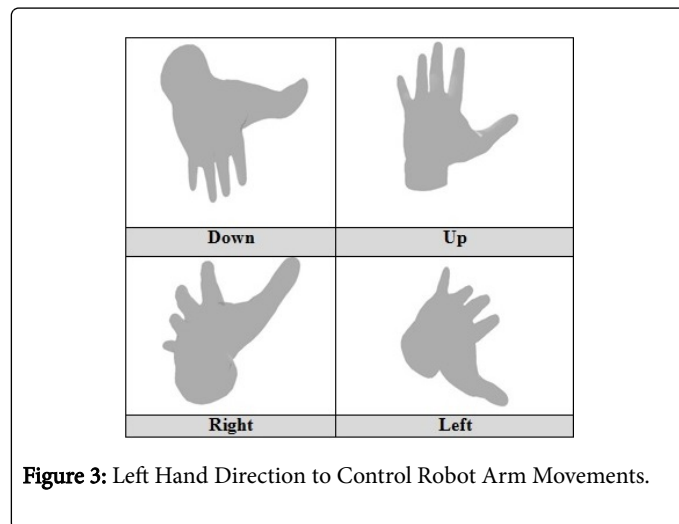 Down Up
Right Left
Figure 3: Left Hand Direction to Control Robot Arm Movements.